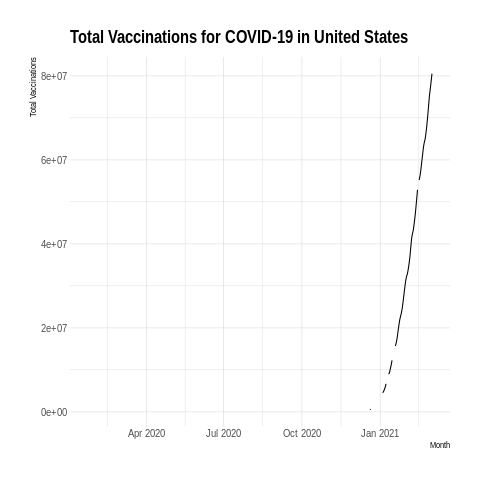 Total Vaccinations for COVID-19 in United States
Total Vaccinations
8e+07
6e+07
4e+07
2e+07
0e+00
Apr 2020
Jul 2020
Oct 2020
Jan 2021
Month